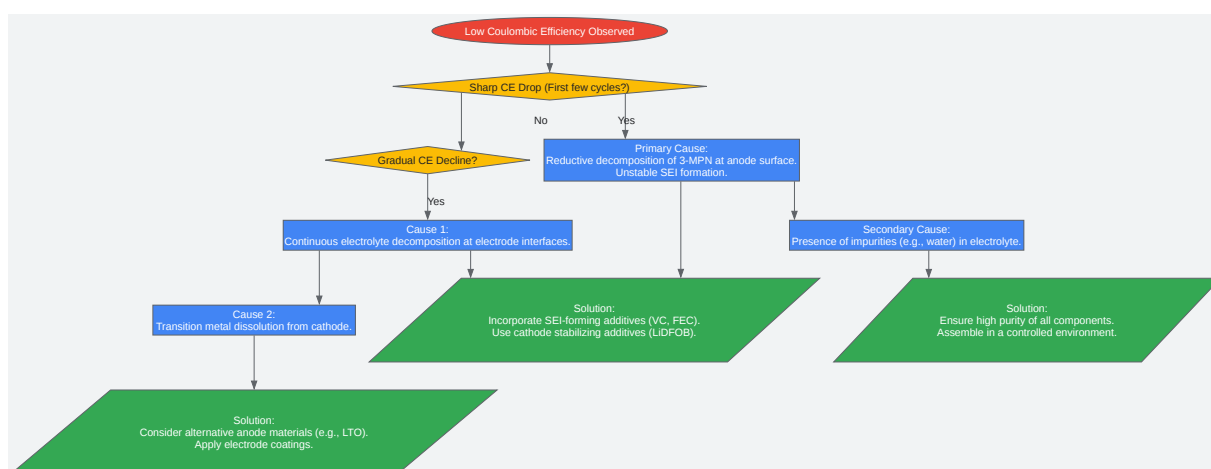 Low Coulombic Efficiency Observed
Sharp CE Drop (First few cycles?)
No
Yes
Primary Cause:
Reductive decomposition of 3-MPN at anode surface.
Unstable SEI formation.
Gradual CE Decline?
Yes
Cause 1:
Continuous electrolyte decomposition at electrode interfaces.
Secondary Cause:
Presence of impurities (e.g., water) in electrolyte.
Cause 2:
Transition metal dissolution from cathode.
Solution:
Incorporate SEI-forming additives (VC, FEC).
Use cathode stabilizing additives (LiDFOB).
Solution:
Ensure high purity of all components.
Assemble in a controlled environment.
Solution:
Consider alternative anode materials (e.g., LTO).
Apply electrode coatings.